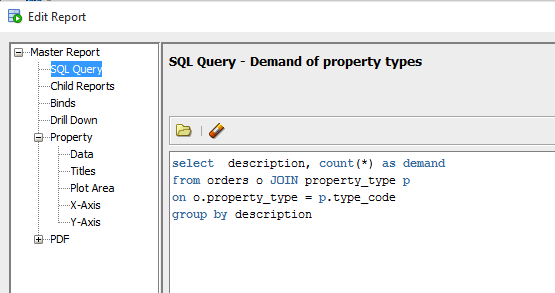 Edit Report
Master Report
SQL Query
Child Reports
Binds
Drill Down
Property
Data
Titles
Plot Area
X-Axis
Y-Axis
PDF
SQL Query - Demand of property types
select  description, count(*) as demand
from orders o JOIN property_type p
on o.property_type = p.type_code
group by description